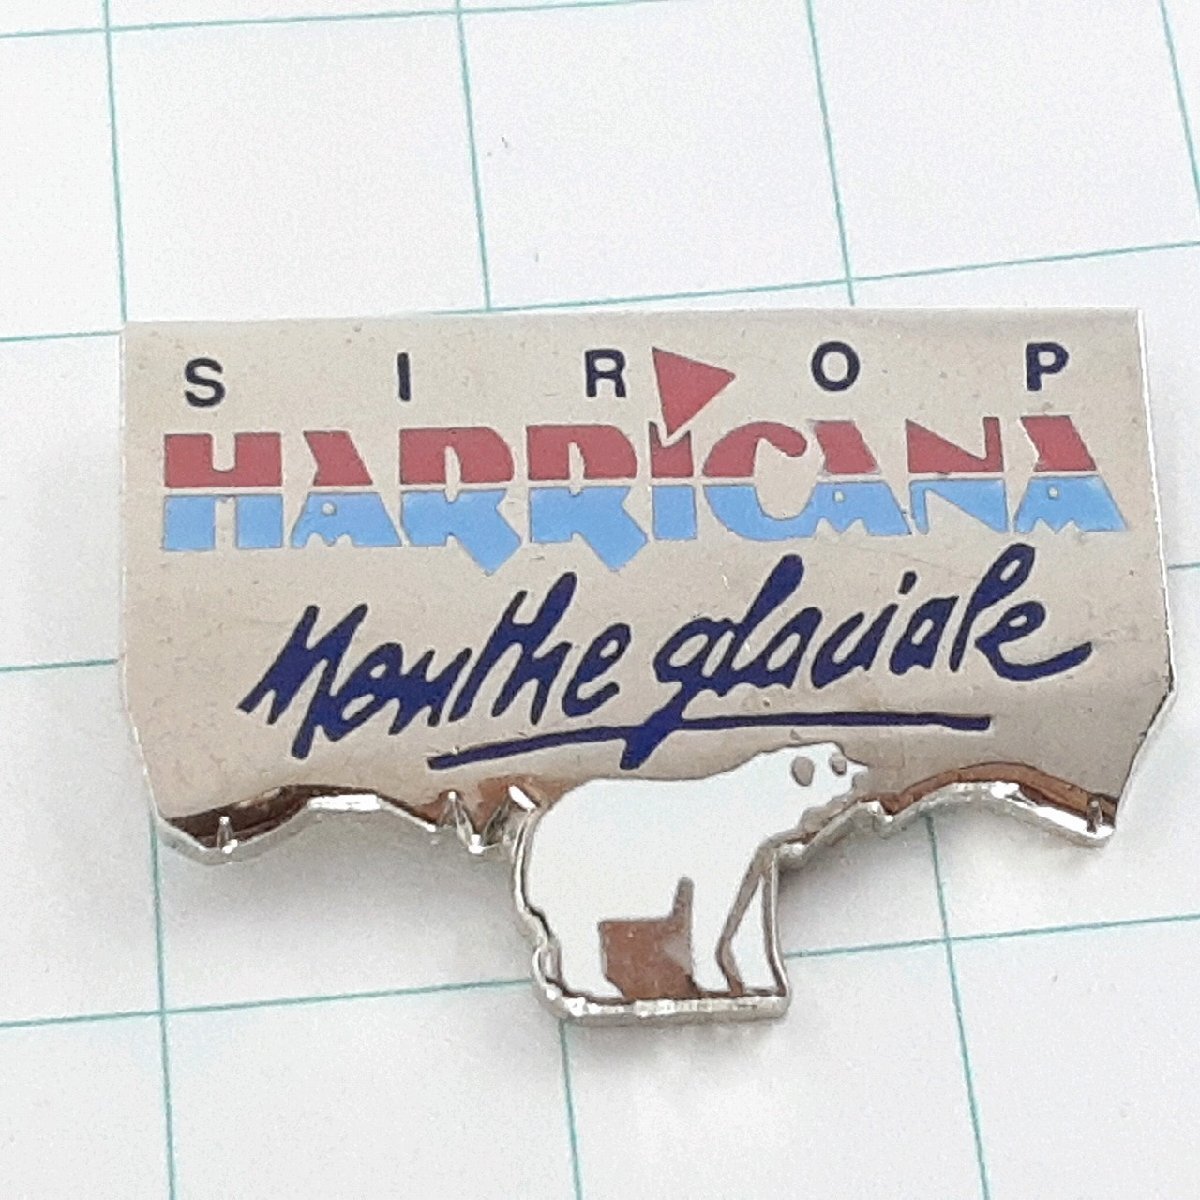 SIROP
HARRICANA
Menthe glaciale